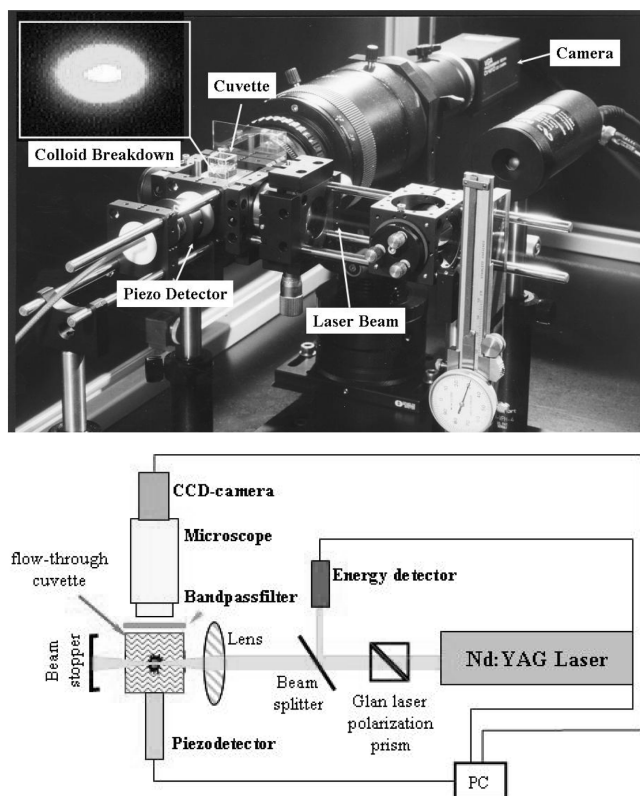 Camera
Cuvette
Colloid Breakdown
Piezo Detector
Laser Beam
CCD-camera
Microscope
flow-through
cuvette
Bandpassfilter
Energy detector
Lens
Beam
stopper
Nd:YAG Laser
Beam
splitter
Glan laser
polarization
prism
Piezodetector
PC